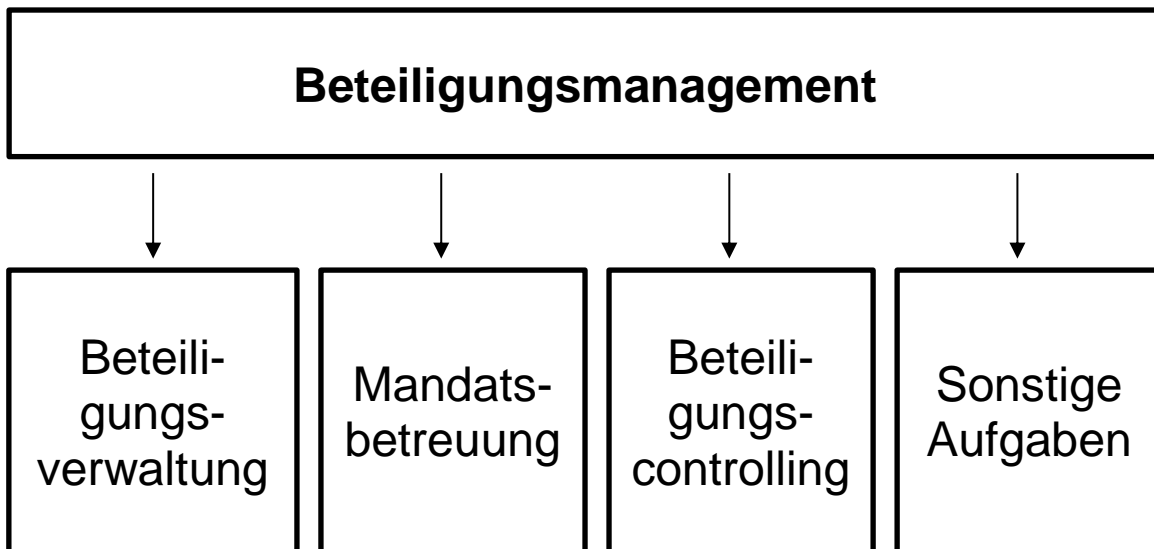 Beteiligungsmanagement
Beteili-
gungs-
verwaltung
Mandats-
betreuung
Beteili-
gungs-
controlling
Sonstige
Aufgaben